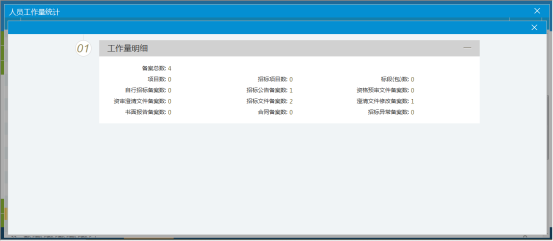 人员工作量统计
01 工作量明细
备案总数: 4
项目数: 0 招标项目数: 0 标段(包)数: 0
自行招标备案数: 0 招标公告备案数: 1 资格预审文件备案数: 0
资审澄清文件备案数: 0 招标文件备案数: 2 澄清文件修改备案数: 1
书面报告备案数: 0 合同备案数: 0 招标异常备案数: 0